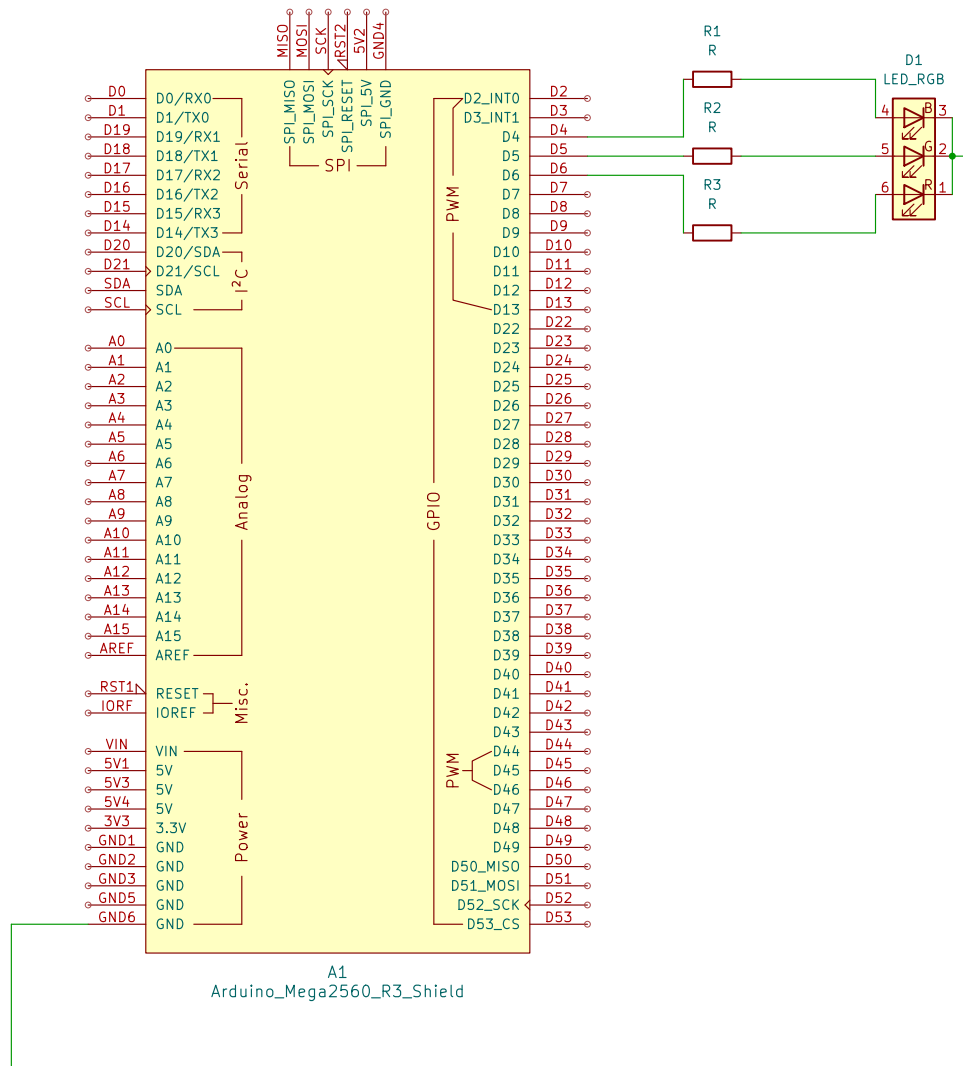 MISO
MOSI
SCK
RST2
5V2
GND4
SPI_MISO
SPI_MOSI
SPI_SCK
SPI_RESET
SPI_5V
SPI_GND
SPI
D0 D0/RX0
D1 D1/TX0
D19 D19/RX1
D18 D18/TX1
D17 D17/RX2
D16 D16/TX2
D15 D15/RX3
D14 D14/TX3
Serial
D20 D20/SDA
D21 D21/SCL
SDA SDA
SCL SCL
I²C
A0 A0
A1 A1
A2 A2
A3 A3
A4 A4
A5 A5
A6 A6
A7 A7
A8 A8
A9 A9
A10 A10
A11 A11
A12 A12
A13 A13
A14 A14
A15 A15
AREF AREF
Analog
RST1 RESET
IORF IOREF
Misc.
VIN VIN
5V1 5V
5V3 5V
5V4 5V
3V3 3.3V
GND1 GND
GND2 GND
GND3 GND
GND5 GND
GND6 GND
Power
GPIO
PWM
D2_INT0 D2
D3_INT1 D3
D4 D4
D5 D5
D6 D6
D7 D7
D8 D8
D9 D9
D10 D10
D11 D11
D12 D12
D13 D13
D22 D22
D23 D23
D24 D24
D25 D25
D26 D26
D27 D27
D28 D28
D29 D29
D30 D30
D31 D31
D32 D32
D33 D33
D34 D34
D35 D35
D36 D36
D37 D37
D38 D38
D39 D39
D40 D40
D41 D41
D42 D42
D43 D43
PWM
D44 D44
D45 D45
D46 D46
D47 D47
D48 D48
D49 D49
D50_MISO D50
D51_MOSI D51
D52_SCK D52
D53_CS D53
A1
Arduino_Mega2560_R3_Shield
R1
R
R2
R
R3
R
D1
LED_RGB
4 B 3
5 G 2
6 R 1